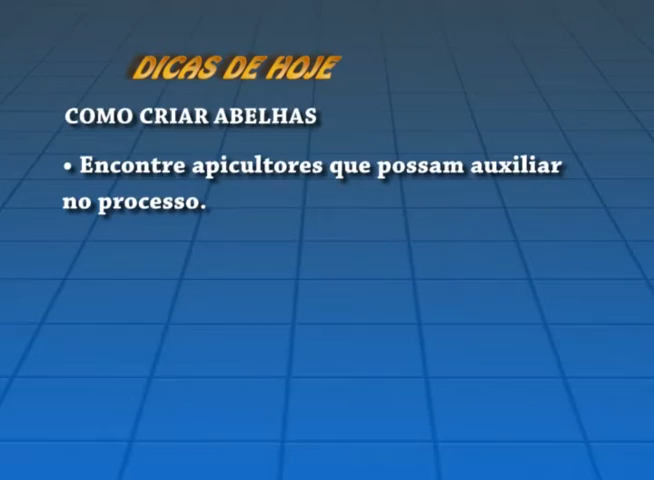 DICAS DE HOJE
COMO CRIAR ABELHAS
• Encontre apicultores que possam auxiliar
no processo.